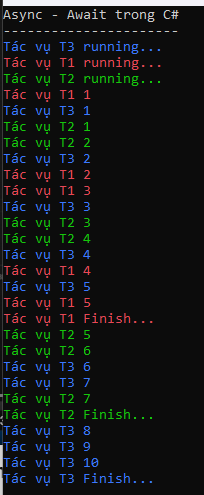 Async - Await trong C#
----------------------
Tác vụ T3 running...
Tác vụ T1 running...
Tác vụ T2 running...
Tác vụ T1 1
Tác vụ T3 1
Tác vụ T2 1
Tác vụ T2 2
Tác vụ T3 2
Tác vụ T1 2
Tác vụ T1 3
Tác vụ T3 3
Tác vụ T2 3
Tác vụ T2 4
Tác vụ T3 4
Tác vụ T1 4
Tác vụ T3 5
Tác vụ T1 5
Tác vụ T1 Finish...
Tác vụ T2 5
Tác vụ T2 6
Tác vụ T3 6
Tác vụ T3 7
Tác vụ T2 7
Tác vụ T2 Finish...
Tác vụ T3 8
Tác vụ T3 9
Tác vụ T3 10
Tác vụ T3 Finish...